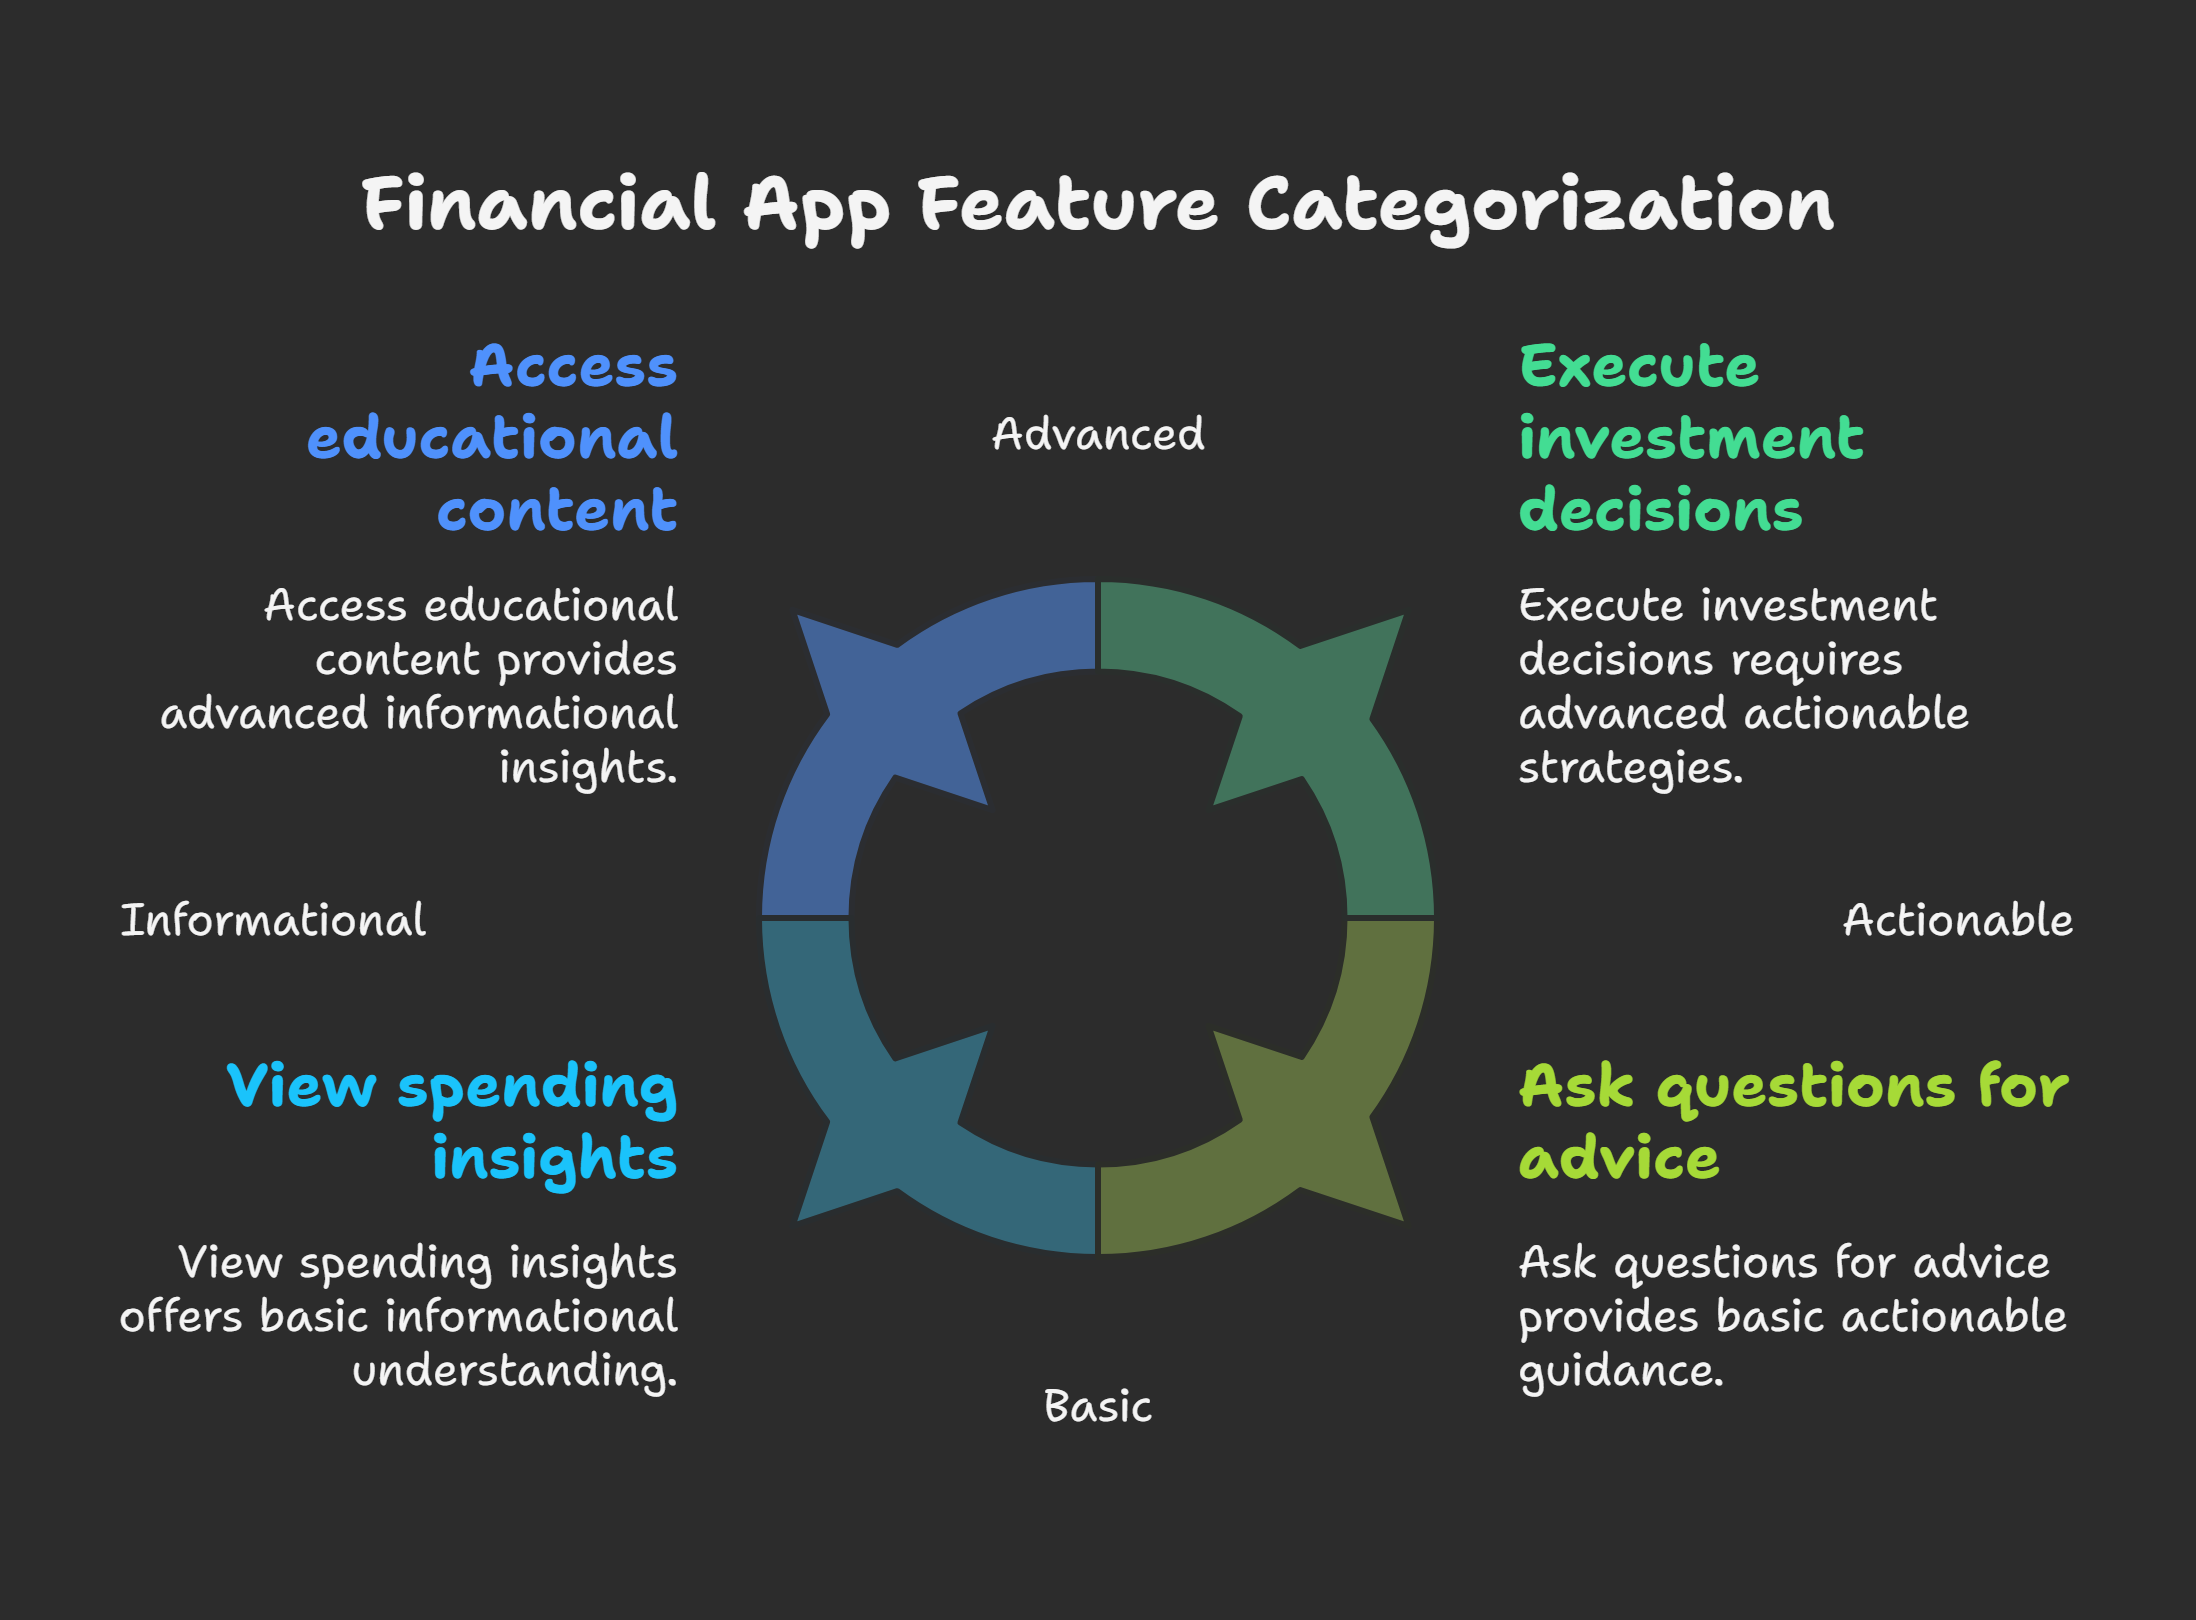 Financial App Feature Categorization
Access
educational
content
Access educational
content provides
advanced informational
insights.
Advanced
Execute
investment
decisions
Execute investment
decisions requires
advanced actionable
strategies.
Informational
Actionable
View spending
insights
View spending insights
offers basic informational
understanding.
Ask questions for
advice
Ask questions for advice
provides basic actionable
guidance.
Basic